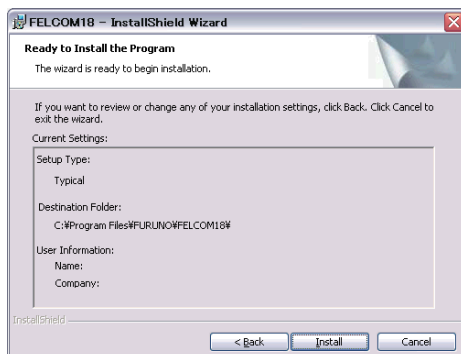 FELCOM18 - InstallShield Wizard
Ready to Install the Program
The wizard is ready to begin installation.
If you want to review or change any of your installation settings, click Back. Click Cancel to
exit the wizard.
Current Settings:
Setup Type:
Typical
Destination Folder:
C:¥Program Files¥FURUNO¥FELCOM18¥
User Information:
Name:
Company:
InstallShield
< Back
Install
Cancel